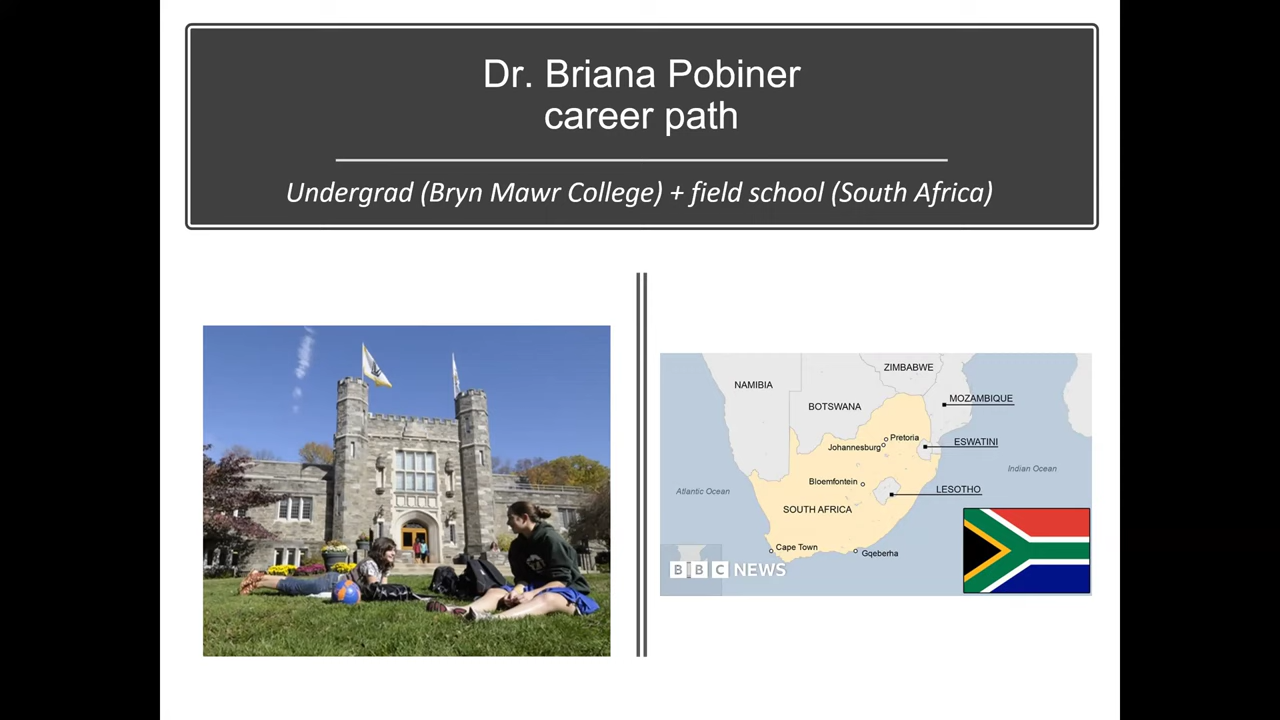 Dr. Briana Pobiner
career path
Undergrad (Bryn Mawr College) + field school (South Africa)
ZIMBABWE
NAMIBIA
MOZAMBIQUE
BOTSWANA
Pretoria
ESWATINI
Johannesburg
Indian Ocean
Bloemfontein
LESOTHO
Atlantic Ocean
SOUTH AFRICA
Cape Town
Gqeberha
BBC NEWS